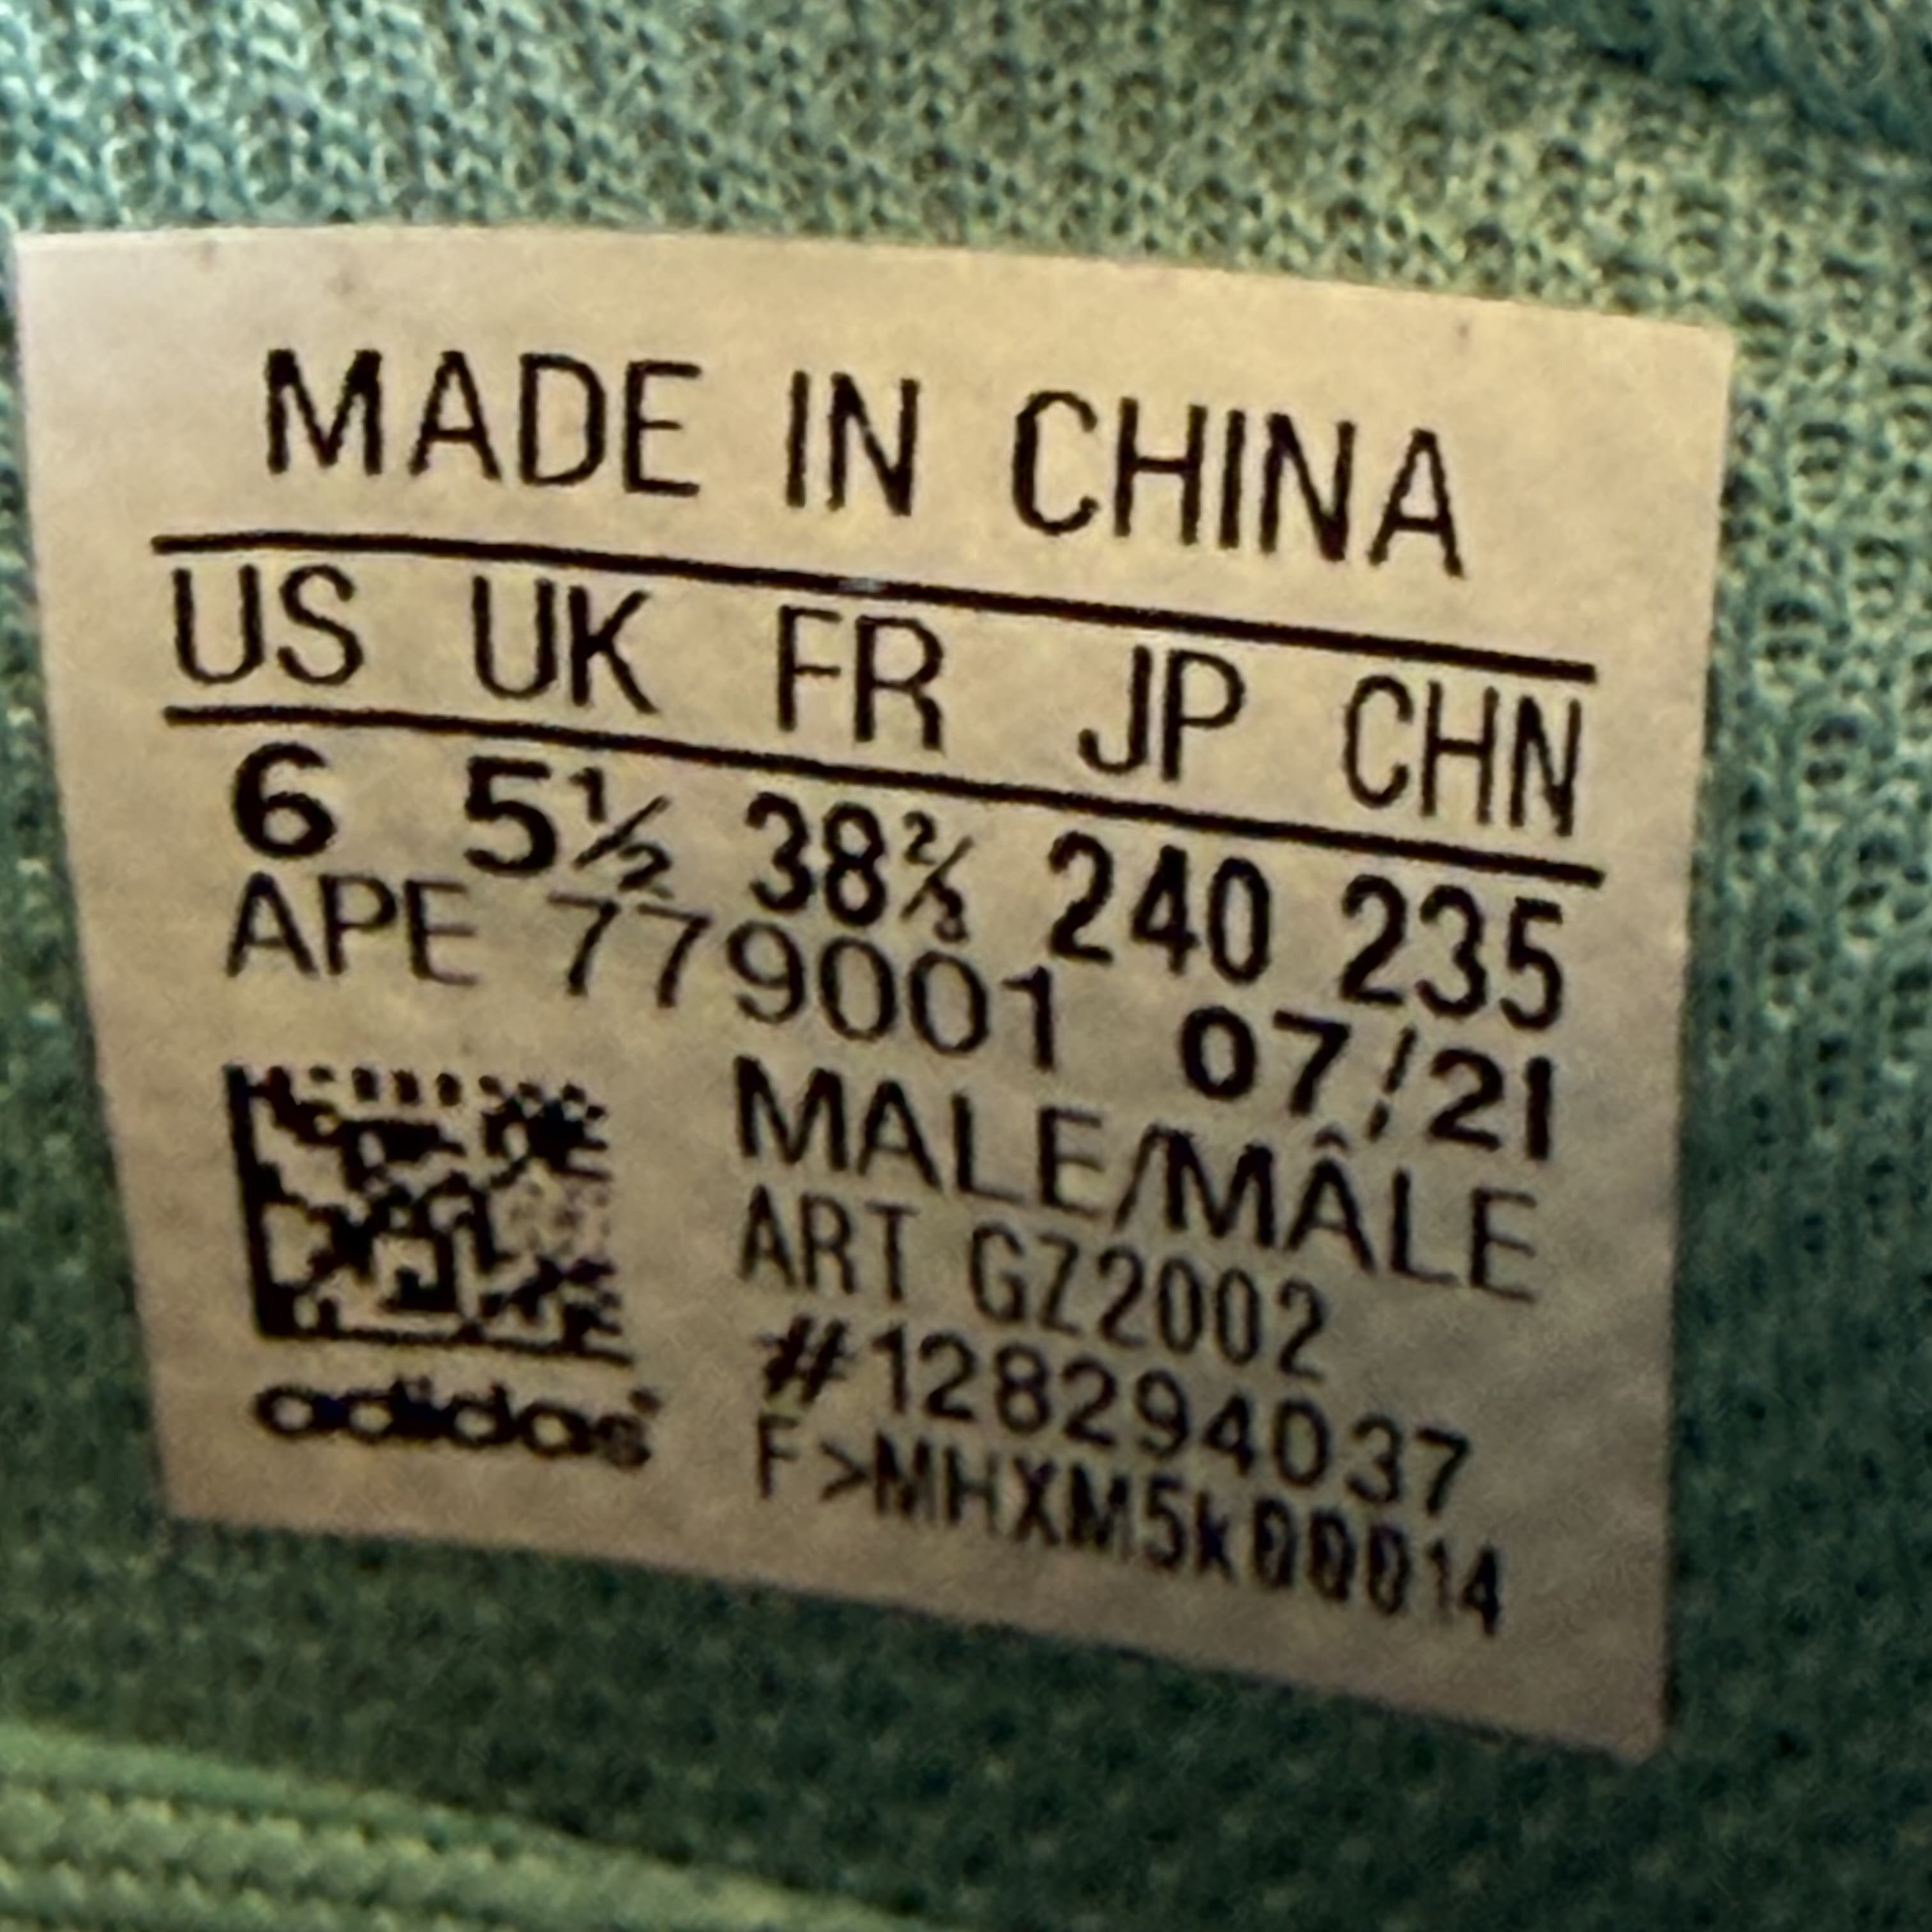 MADE IN CHINA
US UK FR JP CHN
6 5½ 38⅔ 240 235
APE 779001 07/21
MALE/MÂLE
ART GZ2002
#128294037
F>MHXM5k00014
adidas